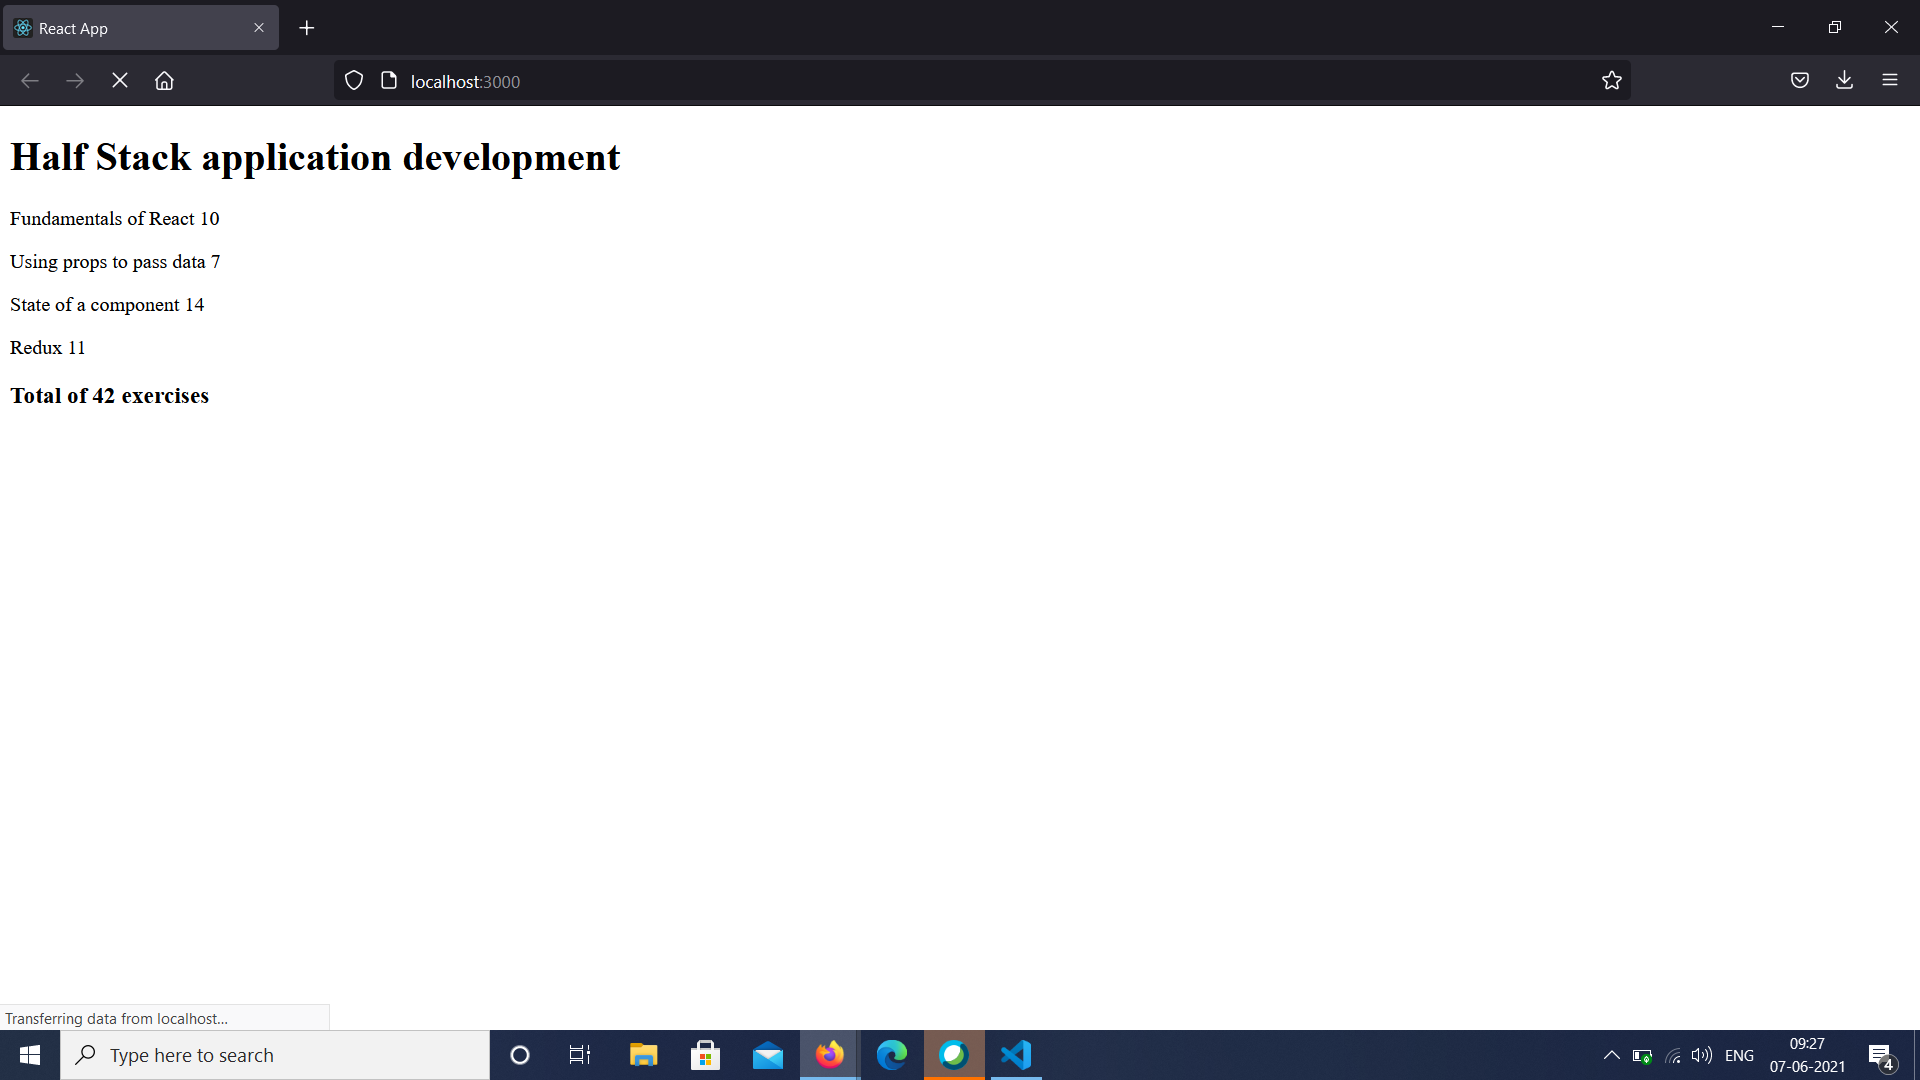 React App
localhost:3000
Half Stack application development
Fundamentals of React 10
Using props to pass data 7
State of a component 14
Redux 11
Total of 42 exercises
Transferring data from localhost...
Type here to search
ENG
09:27
07-06-2021
4